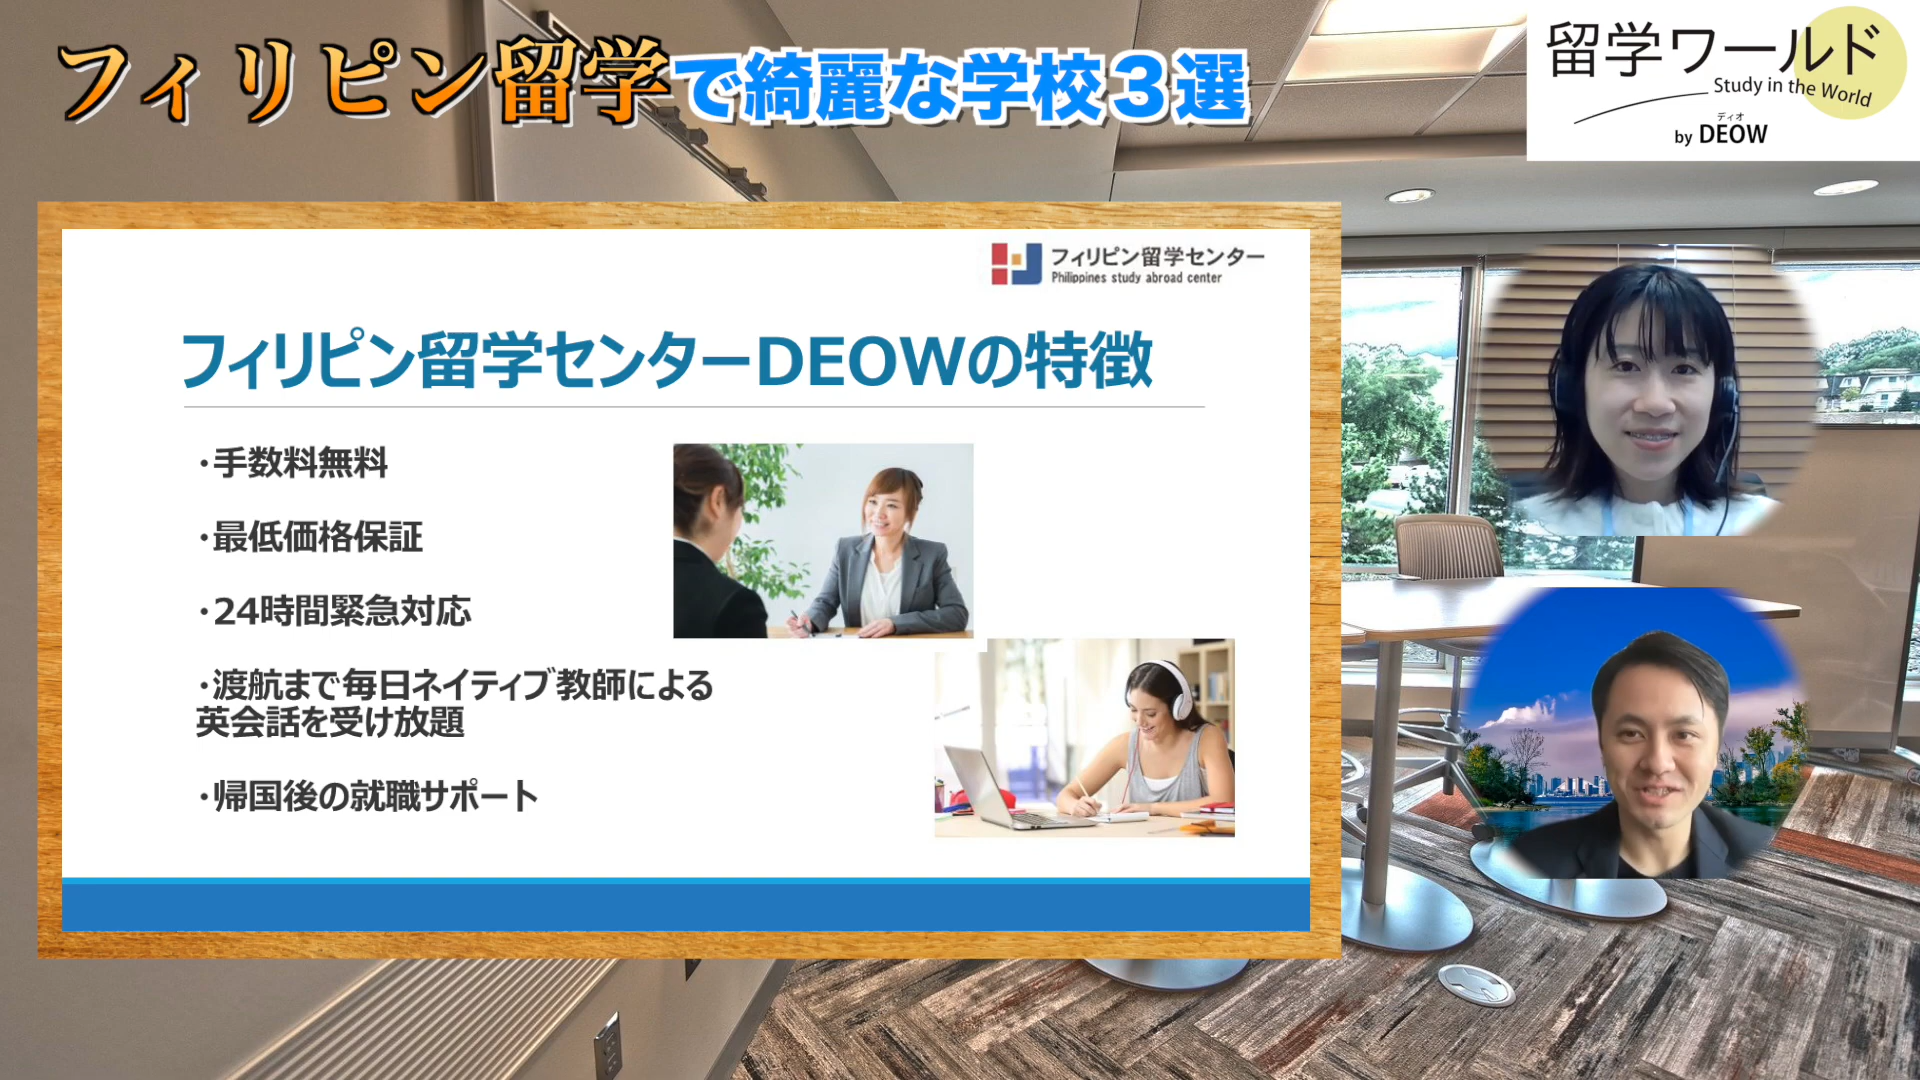 フィリピン留学で綺麗な学校3選
留学ワールド
Study in the World
ディオ
by DEOW
フィリピン留学センター
Philippines study abroad center
フィリピン留学センターDEOWの特徴
・手数料無料
・最低価格保証
・24時間緊急対応
・渡航まで毎日ネイティブ教師による
英会話を受け放題
・帰国後の就職サポート